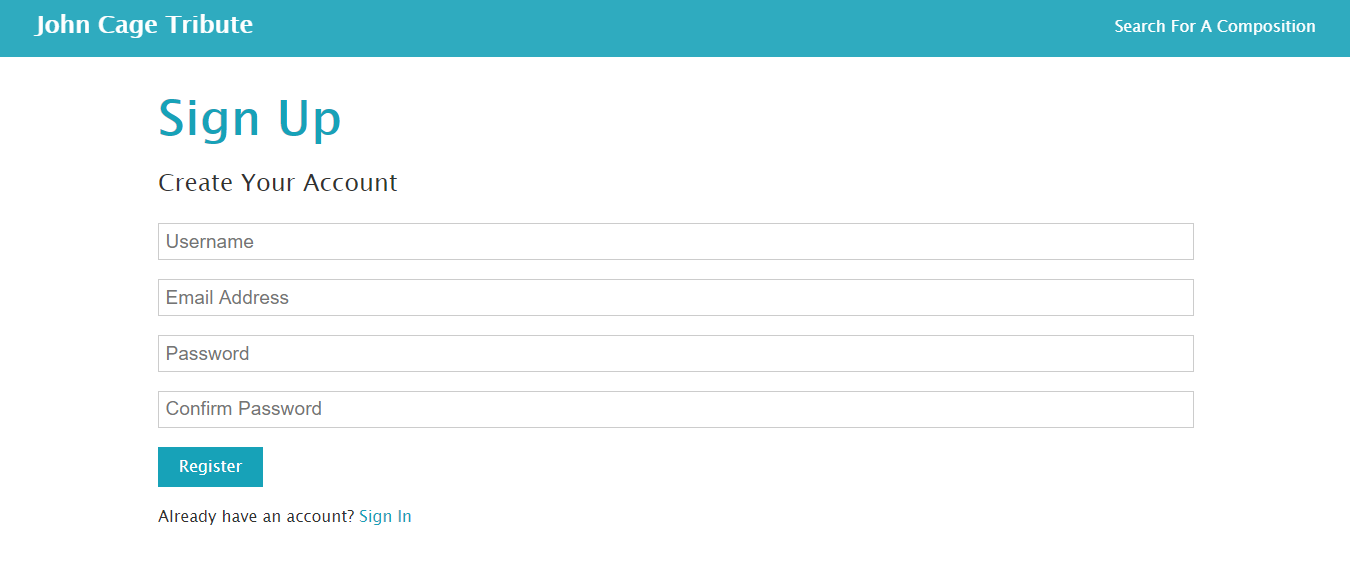 John Cage Tribute
Search For A Composition
Sign Up
Create Your Account
Username
Email Address
Password
Confirm Password
Register
Already have an account? Sign In